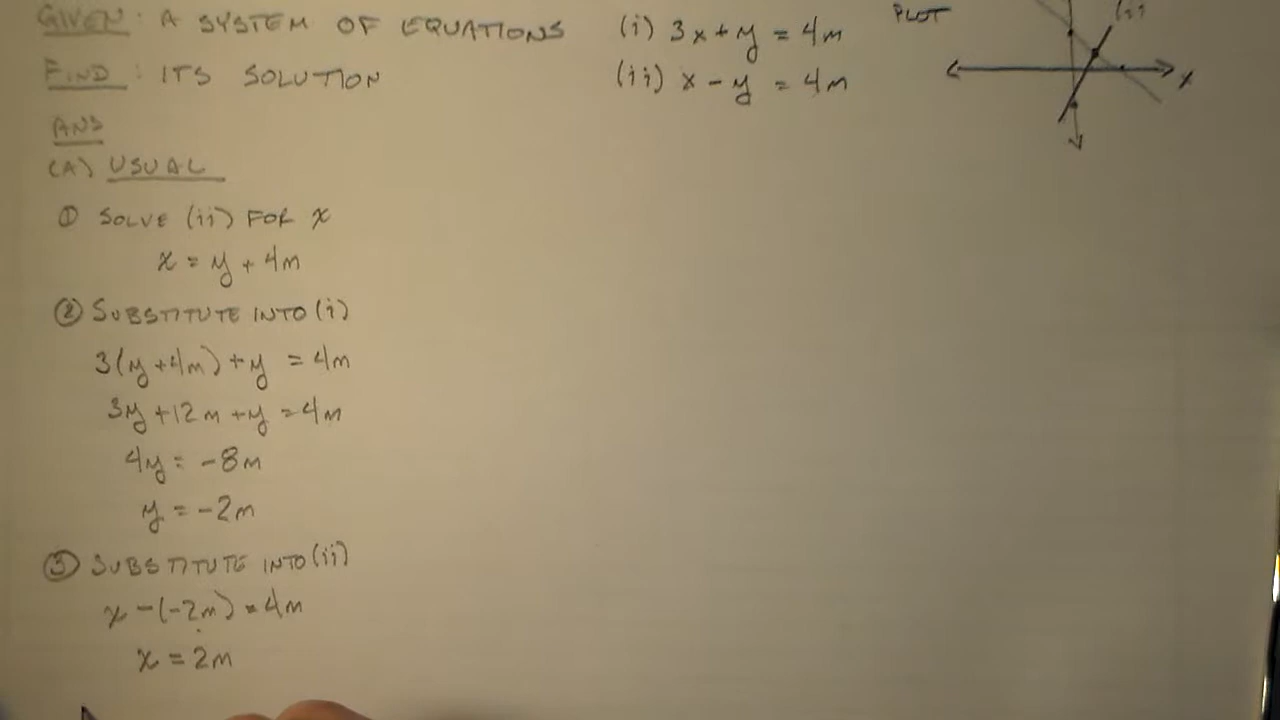 GIVEN: A SYSTEM OF EQUATIONS (i) 3x+y = 4m
FIND: ITS SOLUTION (ii) x-y = 4m
PLOT
x
ANS
(A) USUAL
① SOLVE (ii) FOR x
x = y + 4m
② SUBSTITUTE INTO (i)
3(y+4m)+y = 4m
3y+12m+y=4m
4y = -8m
y = -2m
③ SUBSTITUTE INTO (ii)
x-(-2m)=4m
x = 2m